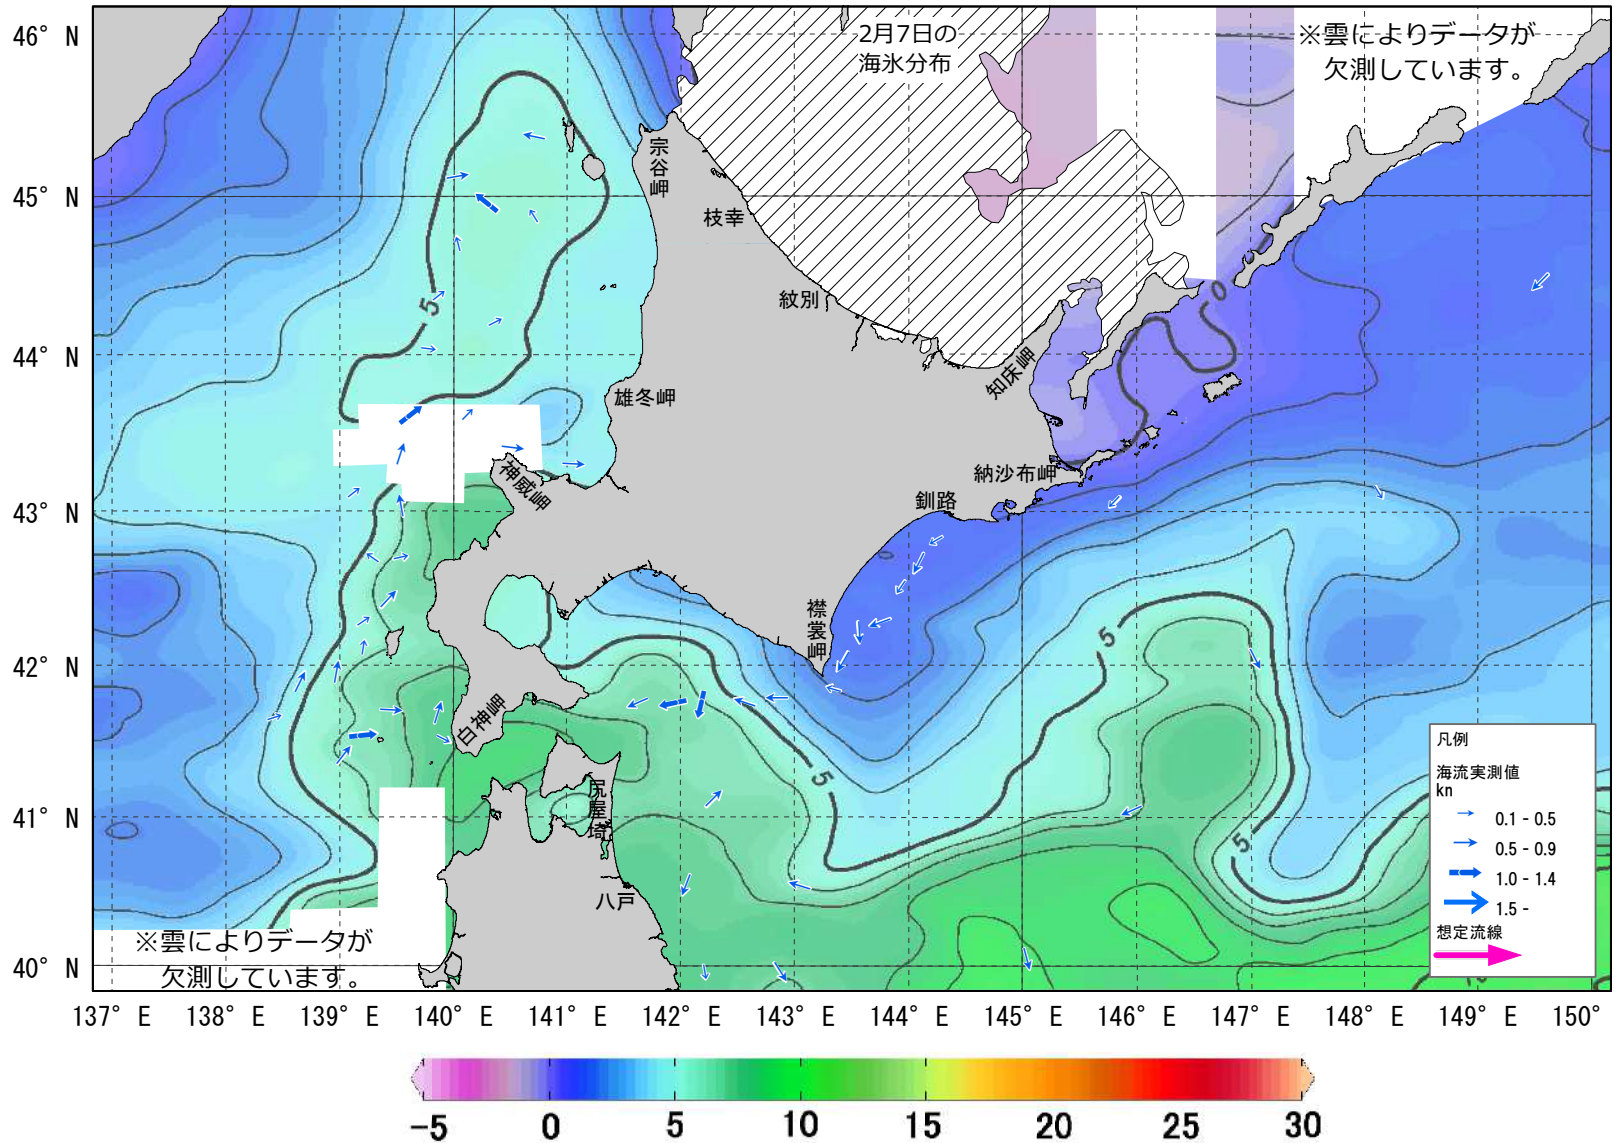 46° N
45° N
44° N
43° N
42° N
41° N
40° N
2月7日の
海氷分布
※雲によりデータが
欠測しています。
宗谷岬
枝幸
紋別
知床岬
雄冬岬
神威岬
納沙布岬
釧路
襟裳岬
白神岬
尻屋埼
八戸
5
0
5
5
5
※雲によりデータが
欠測しています。
凡例
海流実測値
kn
0.1 - 0.5
0.5 - 0.9
1.0 - 1.4
1.5 -
想定流線
137° E 138° E 139° E 140° E 141° E 142° E 143° E 144° E 145° E 146° E 147° E 148° E 149° E 150°
-5 0 5 10 15 20 25 30